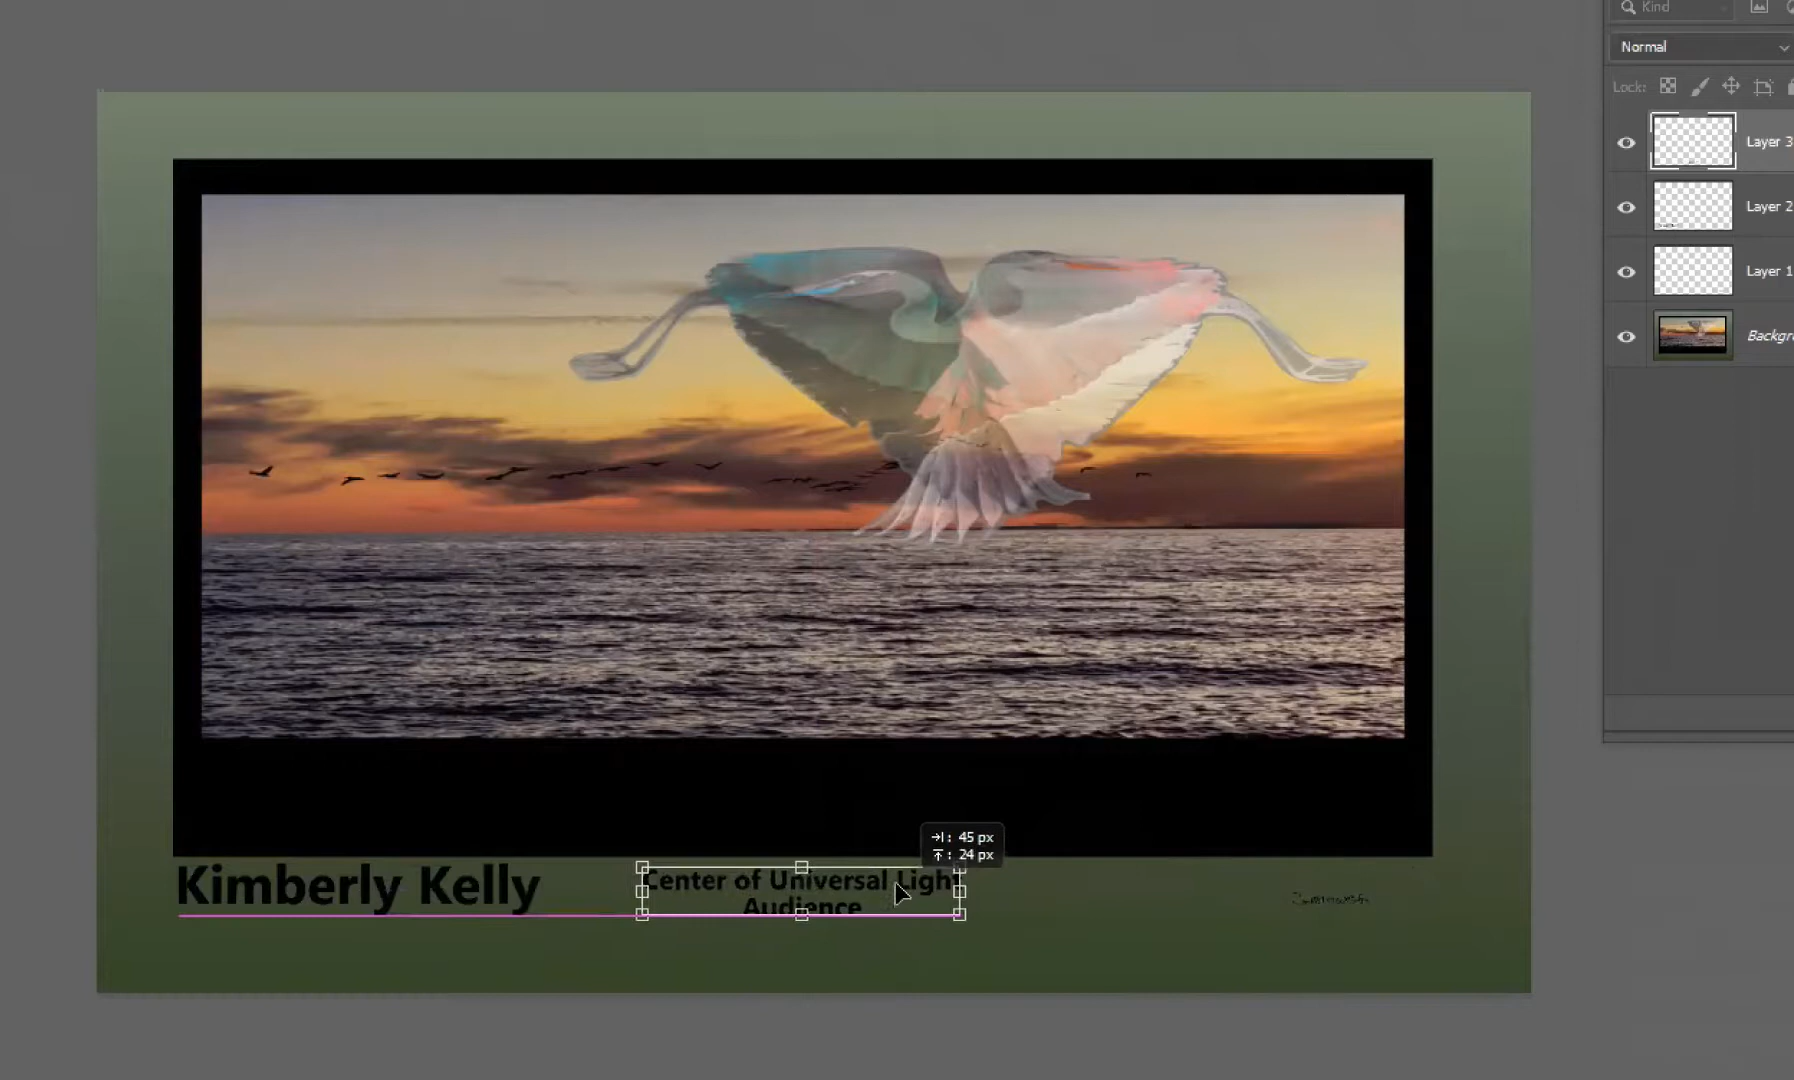 Kind
Normal
Lock:
Layer 3
Layer 2
Layer 1
Backgr
45 px
24 px
Kimberly Kelly
Center of Universal Light
Audience